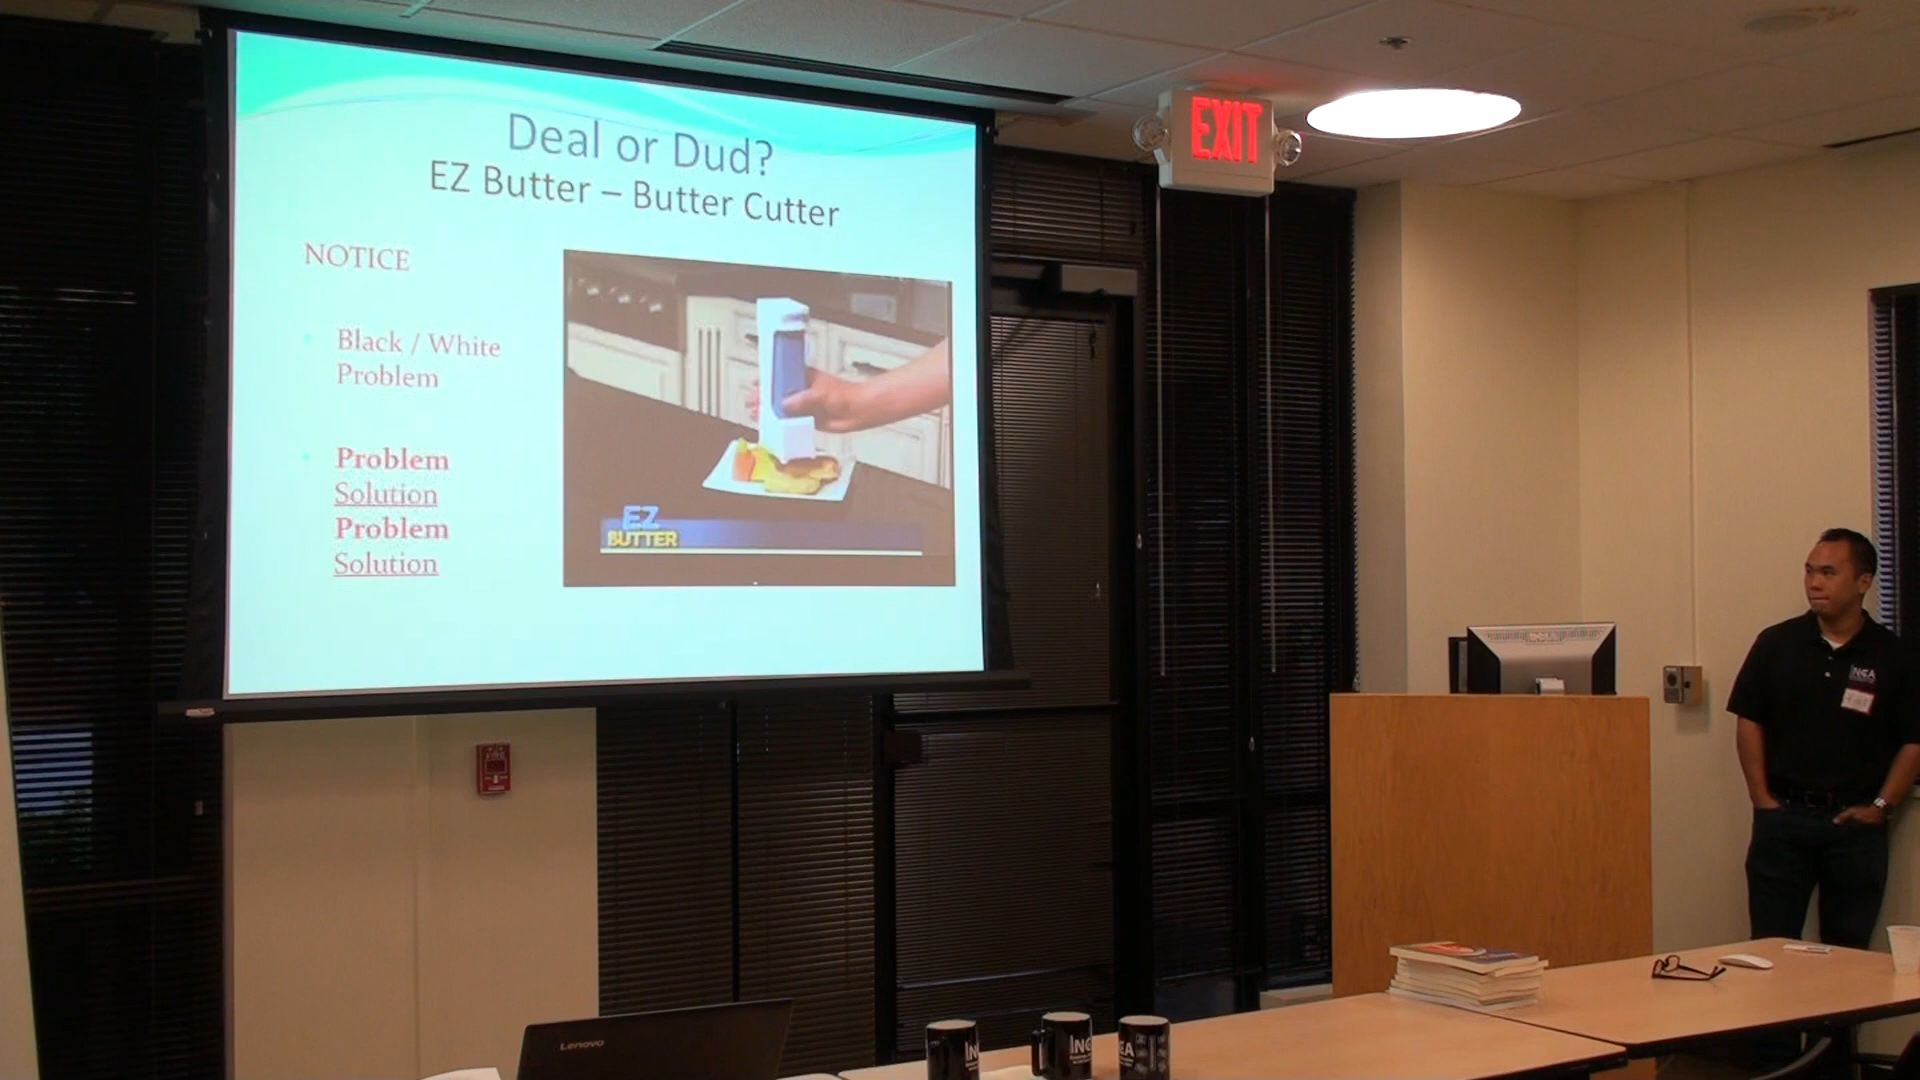 Deal or Dud?
EZ Butter – Butter Cutter
NOTICE
Black / White
Problem
Problem
Solution
Problem
Solution
EZ
BUTTER
EXIT
INGA
Lenovo